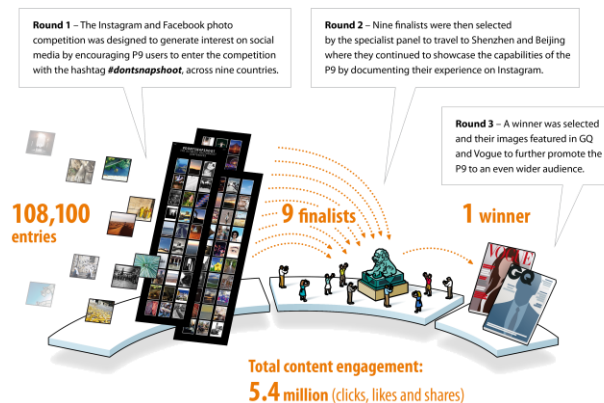 Round 1 – The Instagram and Facebook photo
competition was designed to generate interest on social
media by encouraging P9 users to enter the competition
with the hashtag #dontsnapshoot, across nine countries.
Round 2 – Nine finalists were then selected
by the specialist panel to travel to Shenzhen and Beijing
where they continued to showcase the capabilities of the
P9 by documenting their experience on Instagram.
Round 3 – A winner was selected
and their images featured in GQ
and Vogue to further promote the
P9 to an even wider audience.
108,100
entries
9 finalists
1 winner
VOGUE
GQ
Total content engagement:
5.4 million (clicks, likes and shares)